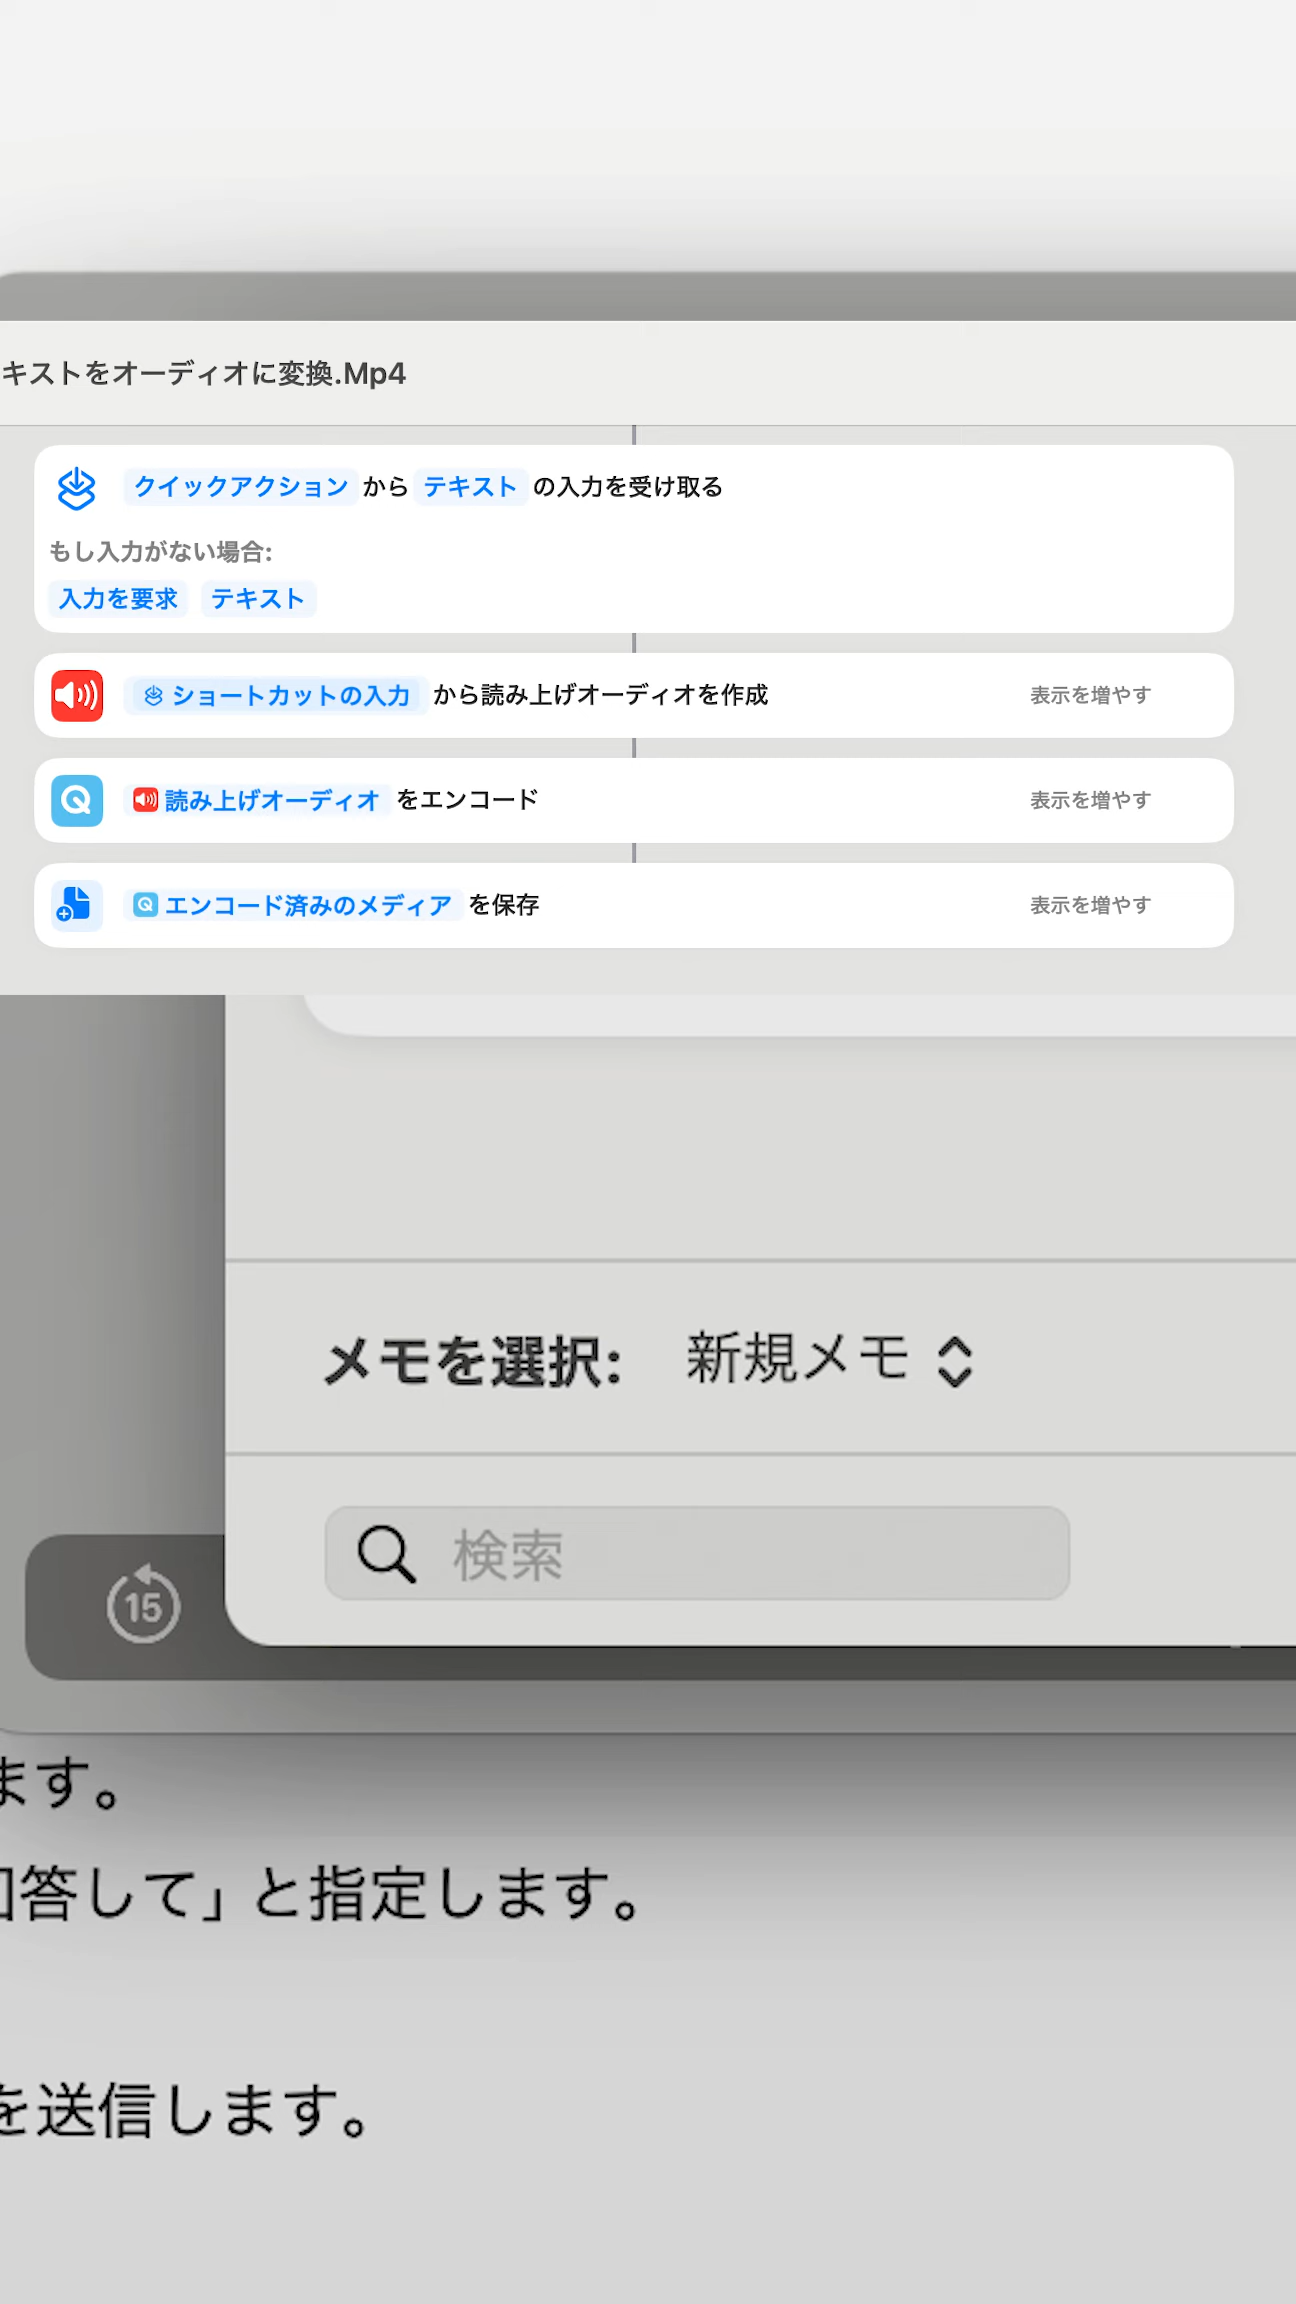 キストをオーディオに変換.Mp4
クイックアクション から テキスト の入力を受け取る
もし入力がない場合:
入力を要求 テキスト
ショートカットの入力 から読み上げオーディオを作成 表示を増やす
読み上げオーディオ をエンコード 表示を増やす
エンコード済みのメディア を保存 表示を増やす
メモを選択: 新規メモ
検索
15
ます。
回答して」と指定します。
を送信します。